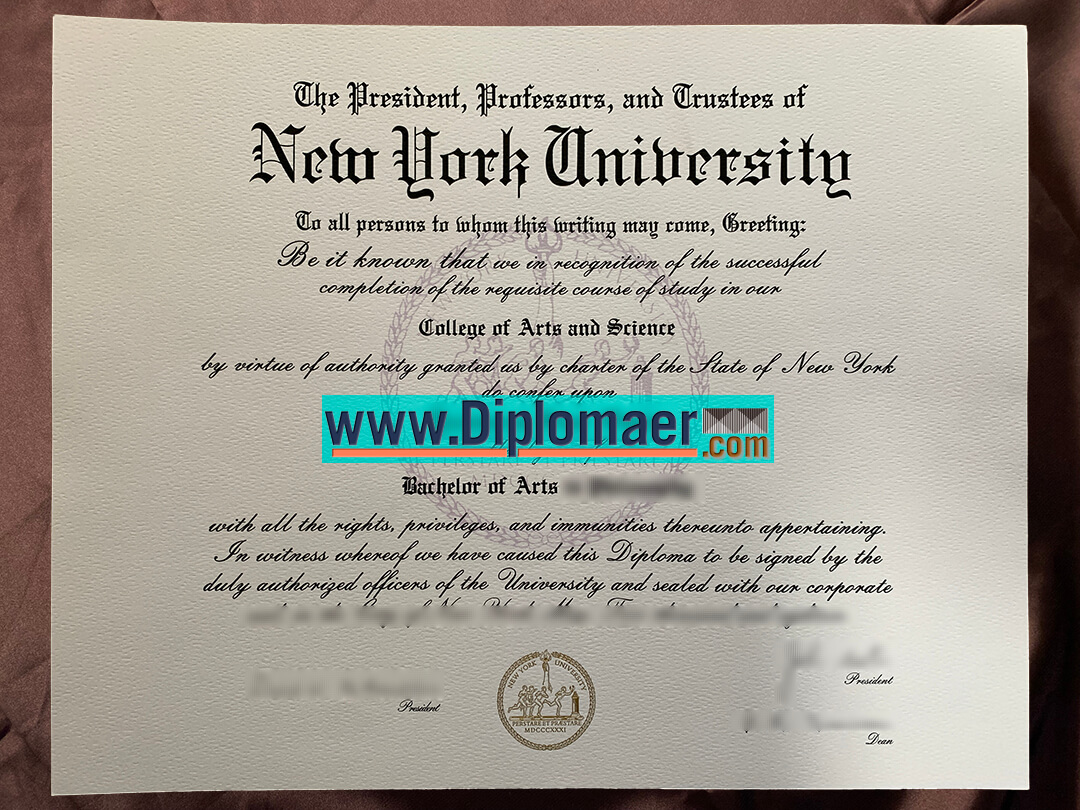 The President, Professors, and Trustees of
New York University
To all persons to whom this writing may come, Greeting:
Be it known that we in recognition of the successful
completion of the requisite course of study in our
College of Arts and Science
by virtue of authority granted us by charter of the State of New York
do confer upon
www.Diplomaer.com
Bachelor of Arts
with all the rights, privileges, and immunities thereunto appertaining.
In witness whereof we have caused this Diploma to be signed by the
duly authorized officers of the University and sealed with our corporate
NEW YORK UNIVERSITY
PERSTARE ET PRÆSTARE
MDCCCXXXI
President
President
Dean